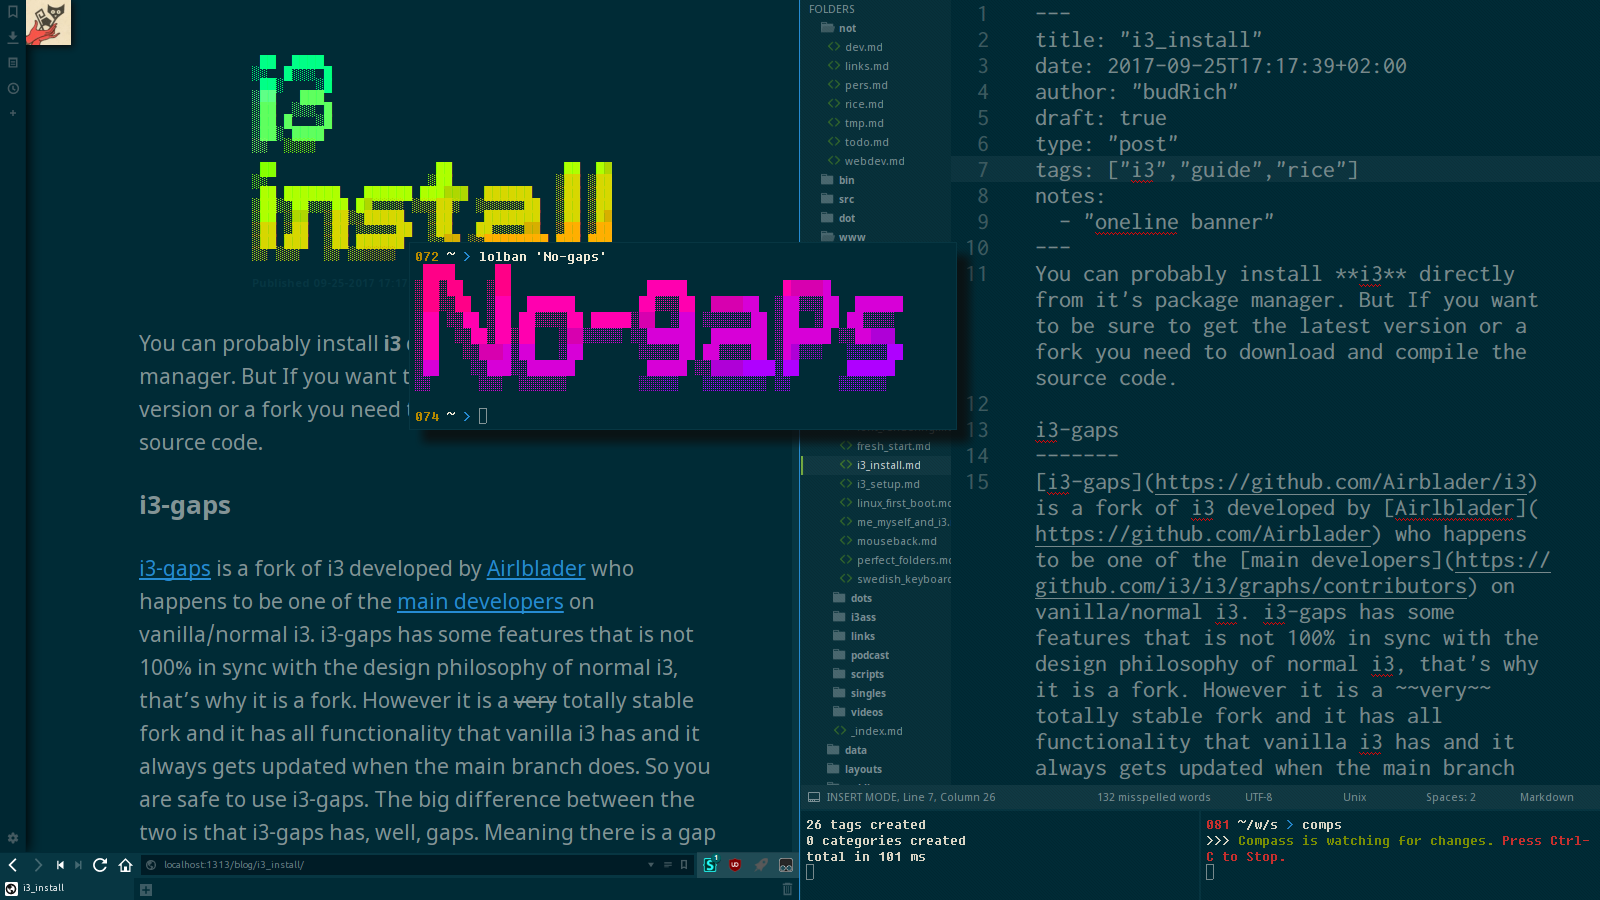 i3
install
Published 09-25-2017 17:17
You can probably install i3
manager. But If you want t
version or a fork you need
source code.
i3-gaps
i3-gaps is a fork of i3 developed by Airlblader who
happens to be one of the main developers on
vanilla/normal i3. i3-gaps has some features that is not
100% in sync with the design philosophy of normal i3,
that's why it is a fork. However it is a very totally stable
fork and it has all functionality that vanilla i3 has and it
always gets updated when the main branch does. So you
are safe to use i3-gaps. The big difference between the
two is that i3-gaps has, well, gaps. Meaning there is a gap
localhost:1313/blog/i3_install/
i3_install
072 ~ > lolban 'No-gaps'
No-gaps
074 ~ >
FOLDERS
not
dev.md
links.md
pers.md
rice.md
tmp.md
todo.md
webdev.md
bin
src
dot
www
fresh_start.md
i3_install.md
i3_setup.md
linux_first_boot.md
me_myself_and_i3.
mouseback.md
perfect_folders.md
swedish_keyboard
dots
i3ass
links
podcast
scripts
singles
videos
_index.md
data
layouts
1 ---
2 title: "i3_install"
3 date: 2017-09-25T17:17:39+02:00
4 author: "budRich"
5 draft: true
6 type: "post"
7 tags: ["i3","guide","rice"]
8 notes:
9 - "oneline banner"
10 ---
11 You can probably install **i3** directly
from it's package manager. But If you want
to be sure to get the latest version or a
fork you need to download and compile the
source code.
12
13 i3-gaps
14 -------
15 [i3-gaps](https://github.com/Airblader/i3)
is a fork of i3 developed by [Airlblader](
https://github.com/Airblader) who happens
to be one of the [main developers](https://
github.com/i3/i3/graphs/contributors) on
vanilla/normal i3. i3-gaps has some
features that is not 100% in sync with the
design philosophy of normal i3, that's why
it is a fork. However it is a ~~very~~
totally stable fork and it has all
functionality that vanilla i3 has and it
always gets updated when the main branch
INSERT MODE, Line 7, Column 26 132 misspelled words UTF-8 Unix Spaces: 2 Markdown
26 tags created
0 categories created
total in 101 ms
081 ~/w/s > comps
>>> Compass is watching for changes. Press Ctrl-
C to Stop.